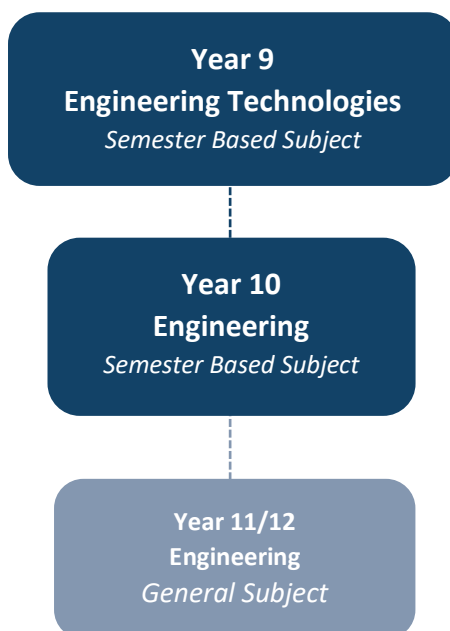 Year 9
Engineering Technologies
Semester Based Subject
Year 10
Engineering
Semester Based Subject
Year 11/12
Engineering
General Subject